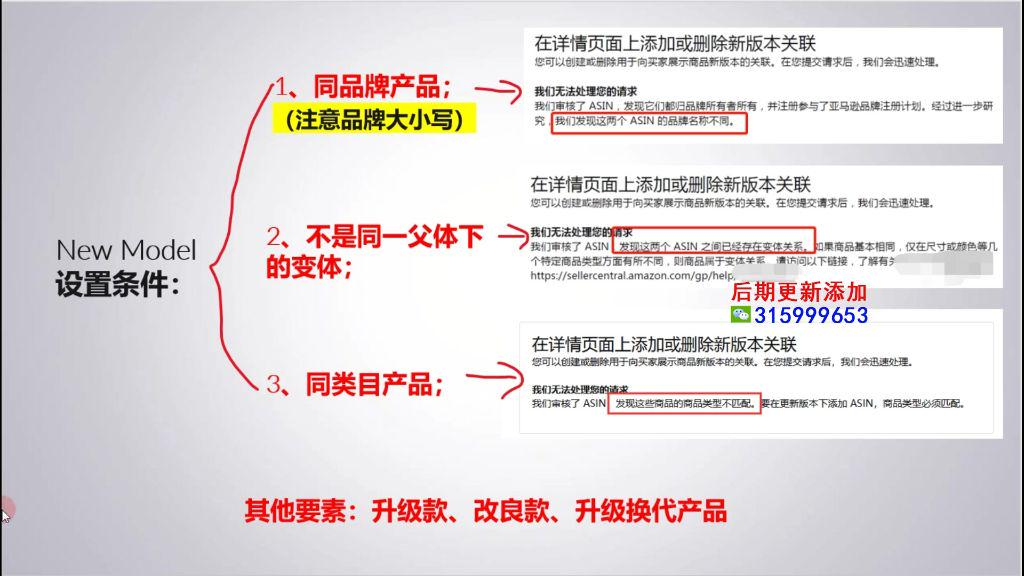 New Model
设置条件：
1、同品牌产品；
（注意品牌大小写）
2、不是同一父体下
的变体；
3、同类目产品；
在详情页面上添加或删除新版本关联
您可以创建或删除用于向买家展示商品新版本的关联。在您提交请求后，我们会迅速处理。
我们无法处理您的请求
我们审核了 ASIN，发现它们都归品牌所有者所有，并注册参与了亚马逊品牌注册计划。经过进一步研
究，我们发现这两个 ASIN 的品牌名称不同。
在详情页面上添加或删除新版本关联
您可以创建或删除用于向买家展示商品新版本的关联。在您提交请求后，我们会迅速处理。
我们无法处理您的请求
我们审核了 ASIN，发现这两个 ASIN 之间已经存在变体关系。如果商品基本相同，仅在尺寸或颜色等几
个特定商品类型方面有所不同，则商品属于变体关系。请访问以下链接，了解有关
https://sellercentral.amazon.com/gp/help/
后期更新添加
315999653
在详情页面上添加或删除新版本关联
您可以创建或删除用于向买家展示商品新版本的关联。在您提交请求后，我们会迅速处理。
我们无法处理您的请求
我们审核了 ASIN，发现这些商品的商品类型不匹配。要在更新版本下添加 ASIN，商品类型必须匹配。
其他要素：升级款、改良款、升级换代产品